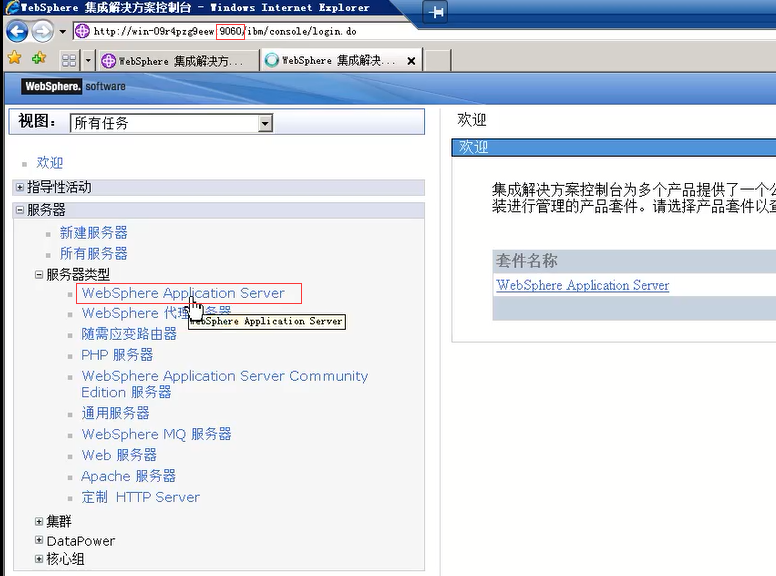 WebSphere 集成解决方案控制台 - Windows Internet Explorer
http://win-09r4pzg9eew:9060/ibm/console/login.do
WebSphere 集成解决方...
WebSphere 集成解决...
WebSphere. software
视图： 所有任务
欢迎
指导性活动
服务器
新建服务器
所有服务器
服务器类型
WebSphere Application Server
WebSphere 代理服务器
WebSphere Application Server
随需应变路由器
PHP 服务器
WebSphere Application Server Community
Edition 服务器
通用服务器
WebSphere MQ 服务器
Web 服务器
Apache 服务器
定制 HTTP Server
集群
DataPower
核心组
欢迎
欢迎
集成解决方案控制台为多个产品提供了一个
装进行管理的产品套件。请选择产品套件以
套件名称
WebSphere Application Server